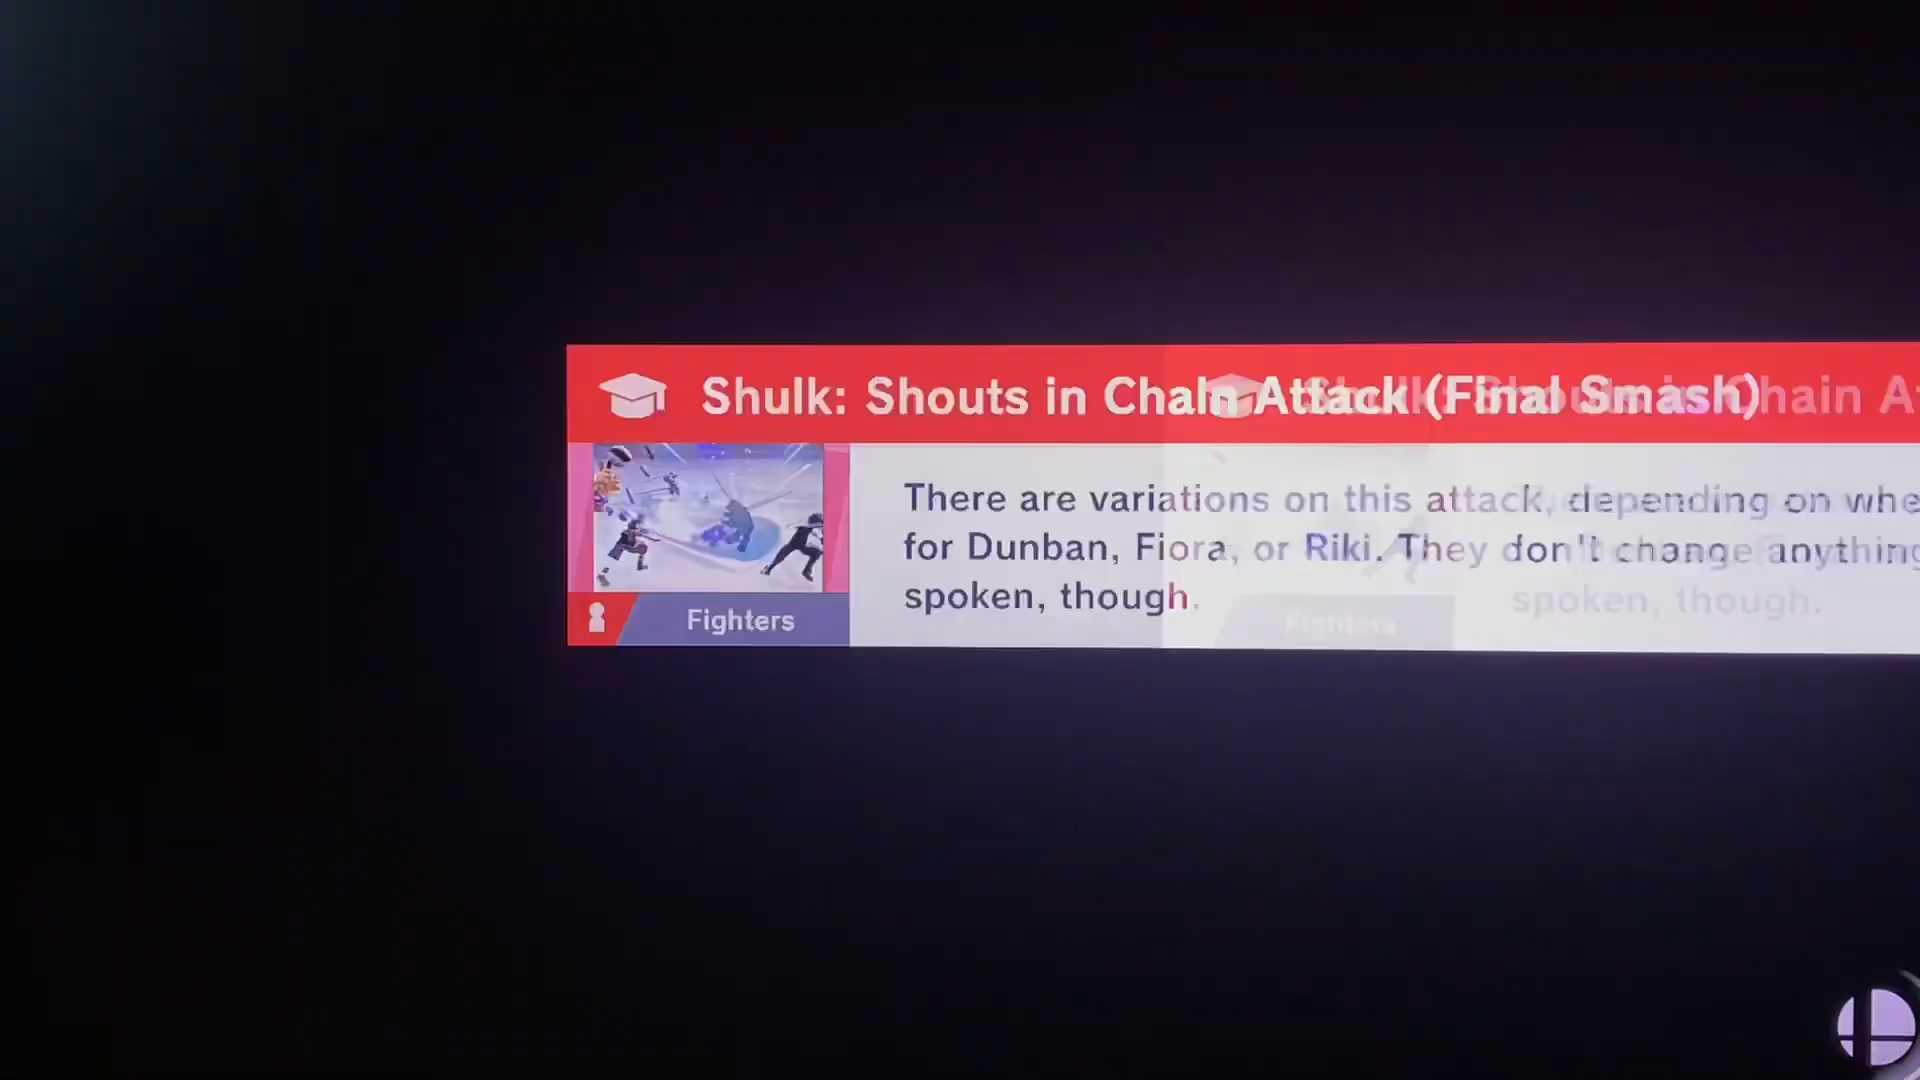 Shulk: Shouts in Chain Attack (Final Smash)
There are variations on this attack, depending on
for Dunban, Fiora, or Riki. They don't change anything
spoken, though.
Fighters